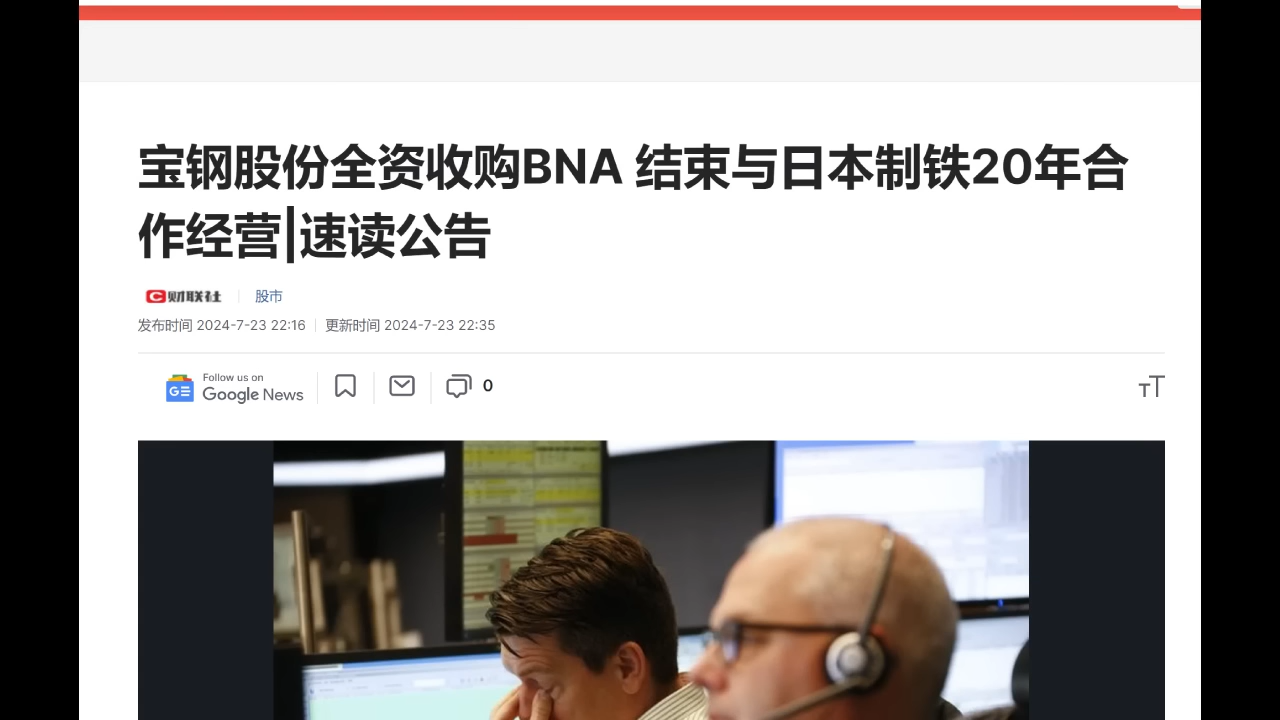 宝钢股份全资收购BNA 结束与日本制铁20年合
作经营|速读公告
财联社 股市
发布时间 2024-7-23 22:16 更新时间 2024-7-23 22:35
Follow us on
Google News
0
TT